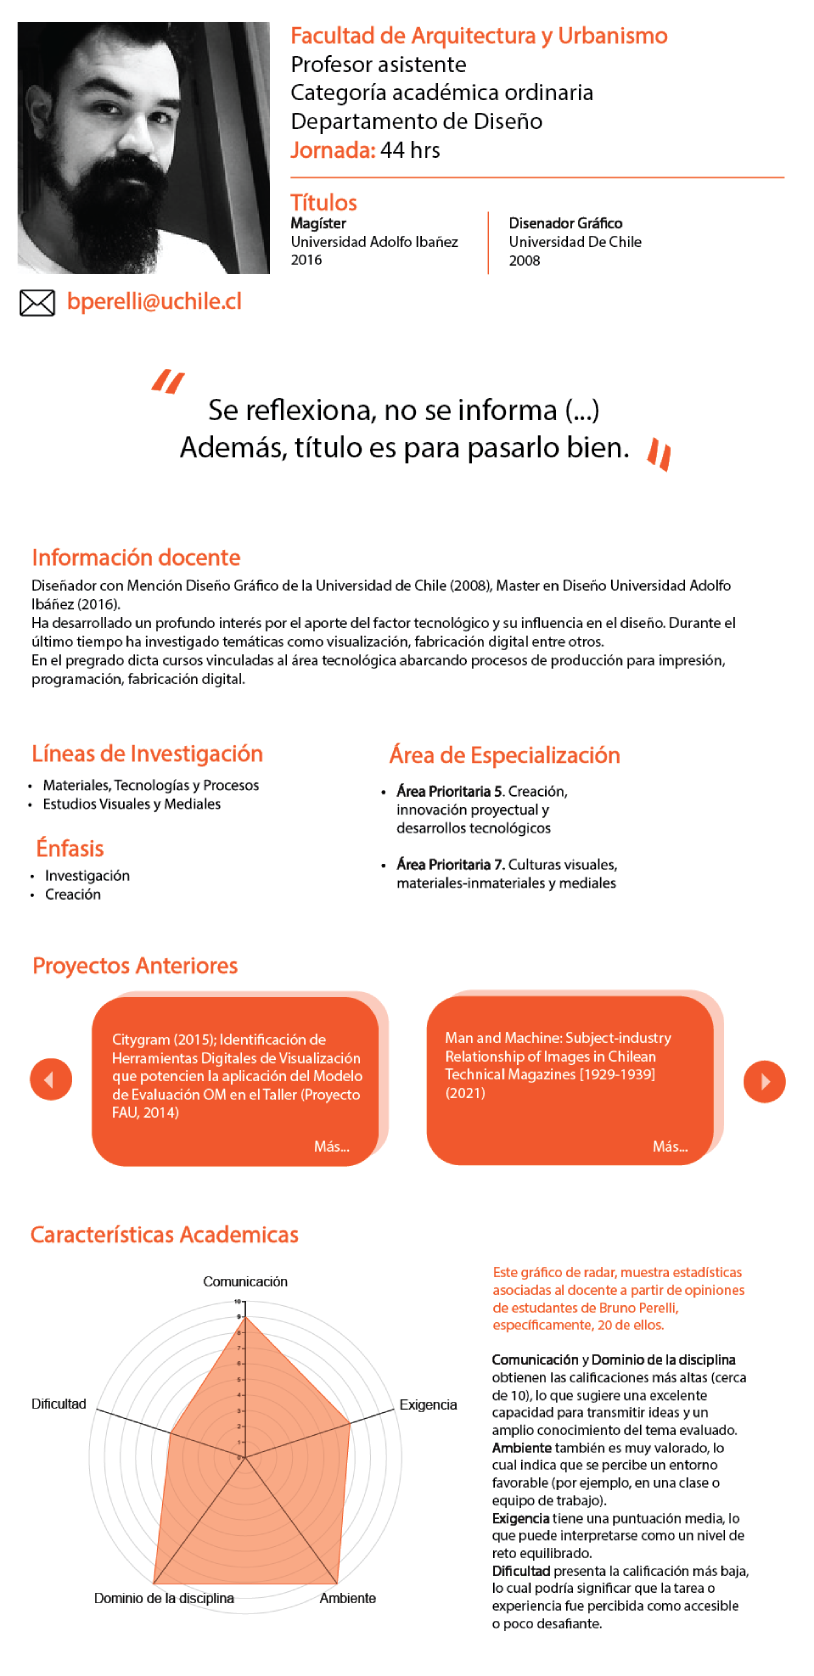 Facultad de Arquitectura y Urbanismo
Profesor asistente
Categoría académica ordinaria
Departamento de Diseño
Jornada: 44 hrs
Títulos
Magíster
Universidad Adolfo Ibañez
2016
Disenador Gráfico
Universidad De Chile
2008
bperelli@uchile.cl
“
Se reflexiona, no se informa (...)
Además, título es para pasarlo bien.
”
Información docente
Diseñador con Mención Diseño Gráfico de la Universidad de Chile (2008), Master en Diseño Universidad Adolfo
Ibáñez (2016).
Ha desarrollado un profundo interés por el aporte del factor tecnológico y su influencia en el diseño. Durante el
último tiempo ha investigado temáticas como visualización, fabricación digital entre otros.
En el pregrado dicta cursos vinculadas al área tecnológica abarcando procesos de producción para impresión,
programación, fabricación digital.
Líneas de Investigación
• Materiales, Tecnologías y Procesos
• Estudios Visuales y Mediales
Énfasis
• Investigación
• Creación
Área de Especialización
• Área Prioritaria 5. Creación,
innovación proyectual y
desarrollos tecnológicos
• Área Prioritaria 7. Culturas visuales,
materiales-inmateriales y mediales
Proyectos Anteriores
Citygram (2015); Identificación de
Herramientas Digitales de Visualización
que potencien la aplicación del Modelo
de Evaluación OM en el Taller (Proyecto
FAU, 2014)
Más...
Man and Machine: Subject-industry
Relationship of Images in Chilean
Technical Magazines [1929-1939]
(2021)
Más...
Características Academicas
Comunicación
10
9
8
7
6
5
4
3
2
1
0
Dificultad
Exigencia
Dominio de la disciplina
Ambiente
Este gráfico de radar, muestra estadísticas
asociadas al docente a partir de opiniones
de estudantes de Bruno Perelli,
específicamente, 20 de ellos.
Comunicación y Dominio de la disciplina
obtienen las calificaciones más altas (cerca
de 10), lo que sugiere una excelente
capacidad para transmitir ideas y un
amplio conocimiento del tema evaluado.
Ambiente también es muy valorado, lo
cual indica que se percibe un entorno
favorable (por ejemplo, en una clase o
equipo de trabajo).
Exigencia tiene una puntuación media, lo
que puede interpretarse como un nivel de
reto equilibrado.
Dificultad presenta la calificación más baja,
lo cual podría significar que la tarea o
experiencia fue percibida como accesible
o poco desafiante.